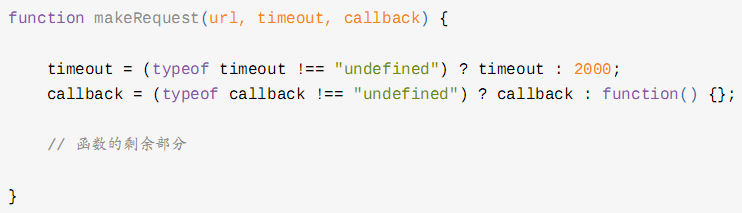 function makeRequest(url, timeout, callback) {
timeout = (typeof timeout !== "undefined") ? timeout : 2000;
callback = (typeof callback !== "undefined") ? callback : function() {};
// 函数的剩余部分
}